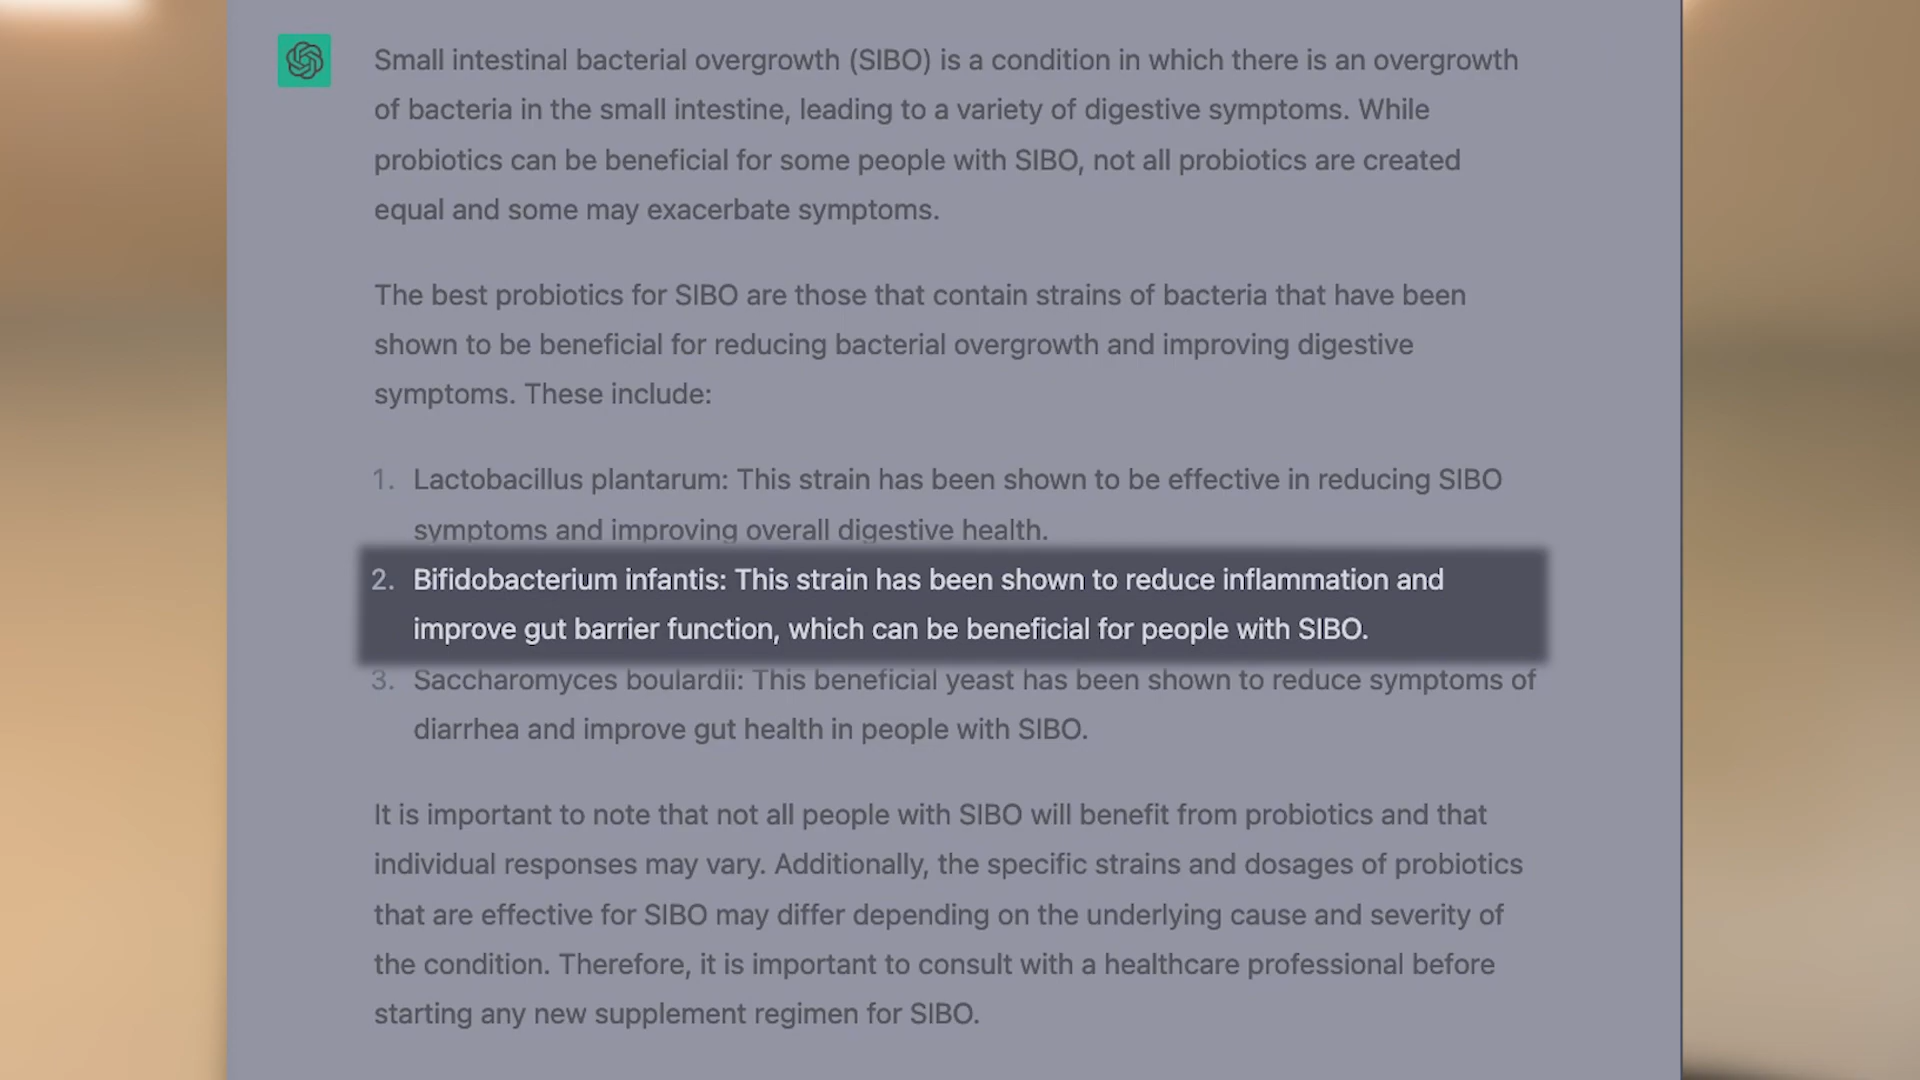 Small intestinal bacterial overgrowth (SIBO) is a condition in which there is an overgrowth
of bacteria in the small intestine, leading to a variety of digestive symptoms. While
probiotics can be beneficial for some people with SIBO, not all probiotics are created
equal and some may exacerbate symptoms.
The best probiotics for SIBO are those that contain strains of bacteria that have been
shown to be beneficial for reducing bacterial overgrowth and improving digestive
symptoms. These include:
1. Lactobacillus plantarum: This strain has been shown to be effective in reducing SIBO
symptoms and improving overall digestive health.
2. Bifidobacterium infantis: This strain has been shown to reduce inflammation and
improve gut barrier function, which can be beneficial for people with SIBO.
3. Saccharomyces boulardii: This beneficial yeast has been shown to reduce symptoms of
diarrhea and improve gut health in people with SIBO.
It is important to note that not all people with SIBO will benefit from probiotics and that
individual responses may vary. Additionally, the specific strains and dosages of probiotics
that are effective for SIBO may differ depending on the underlying cause and severity of
the condition. Therefore, it is important to consult with a healthcare professional before
starting any new supplement regimen for SIBO.